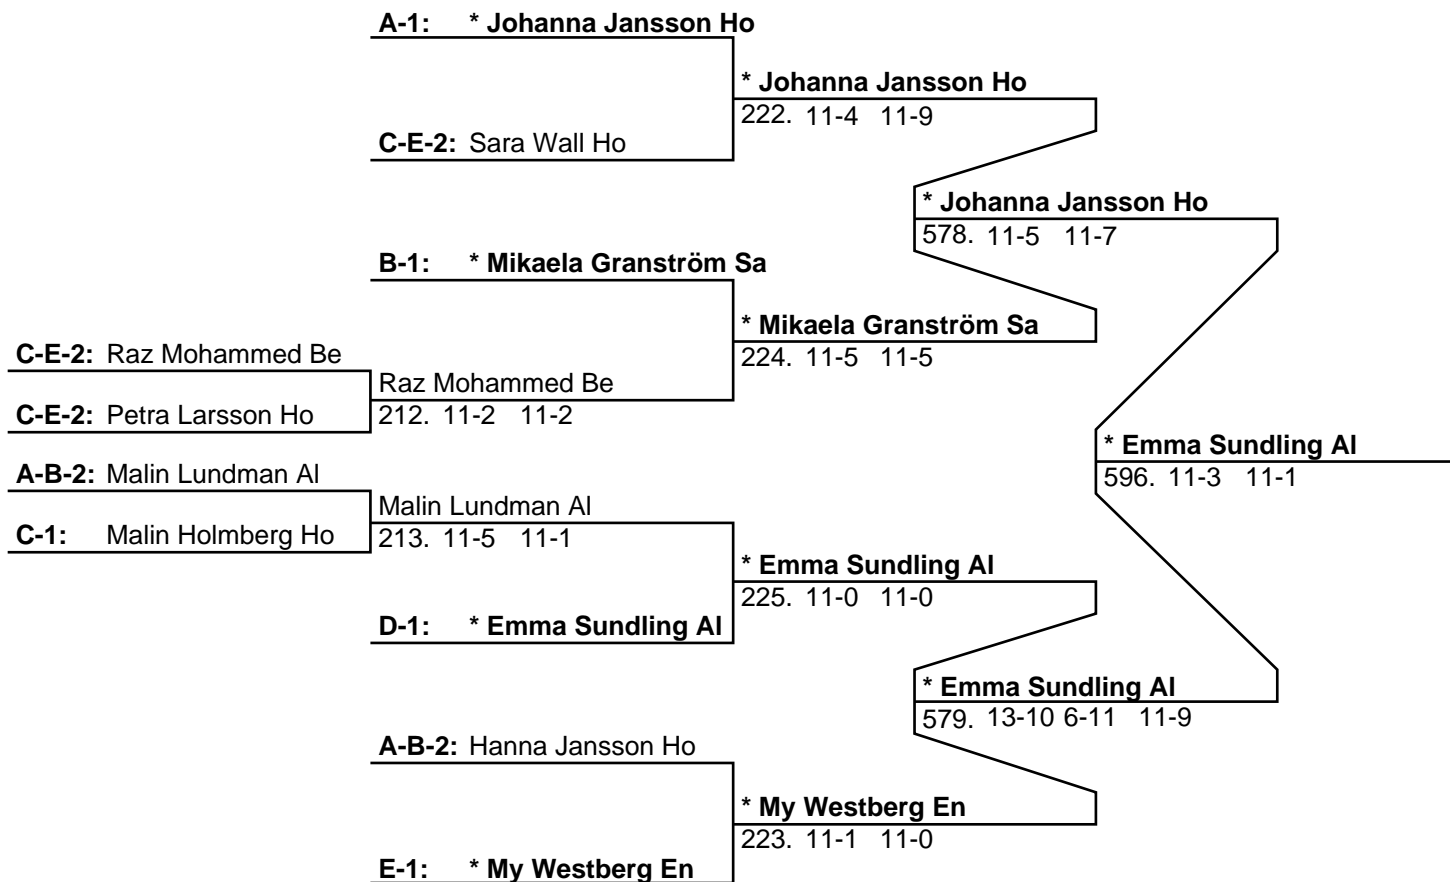 A-1: * Johanna Jansson Ho
* Johanna Jansson Ho
222. 11-4 11-9
C-E-2: Sara Wall Ho
* Johanna Jansson Ho
578. 11-5 11-7
B-1: * Mikaela Granström Sa
* Mikaela Granström Sa
224. 11-5 11-5
C-E-2: Raz Mohammed Be
Raz Mohammed Be
212. 11-2 11-2
C-E-2: Petra Larsson Ho
* Emma Sundling Al
596. 11-3 11-1
A-B-2: Malin Lundman Al
Malin Lundman Al
213. 11-5 11-1
C-1: Malin Holmberg Ho
* Emma Sundling Al
225. 11-0 11-0
D-1: * Emma Sundling Al
* Emma Sundling Al
579. 13-10 6-11 11-9
A-B-2: Hanna Jansson Ho
* My Westberg En
223. 11-1 11-0
E-1: * My Westberg En